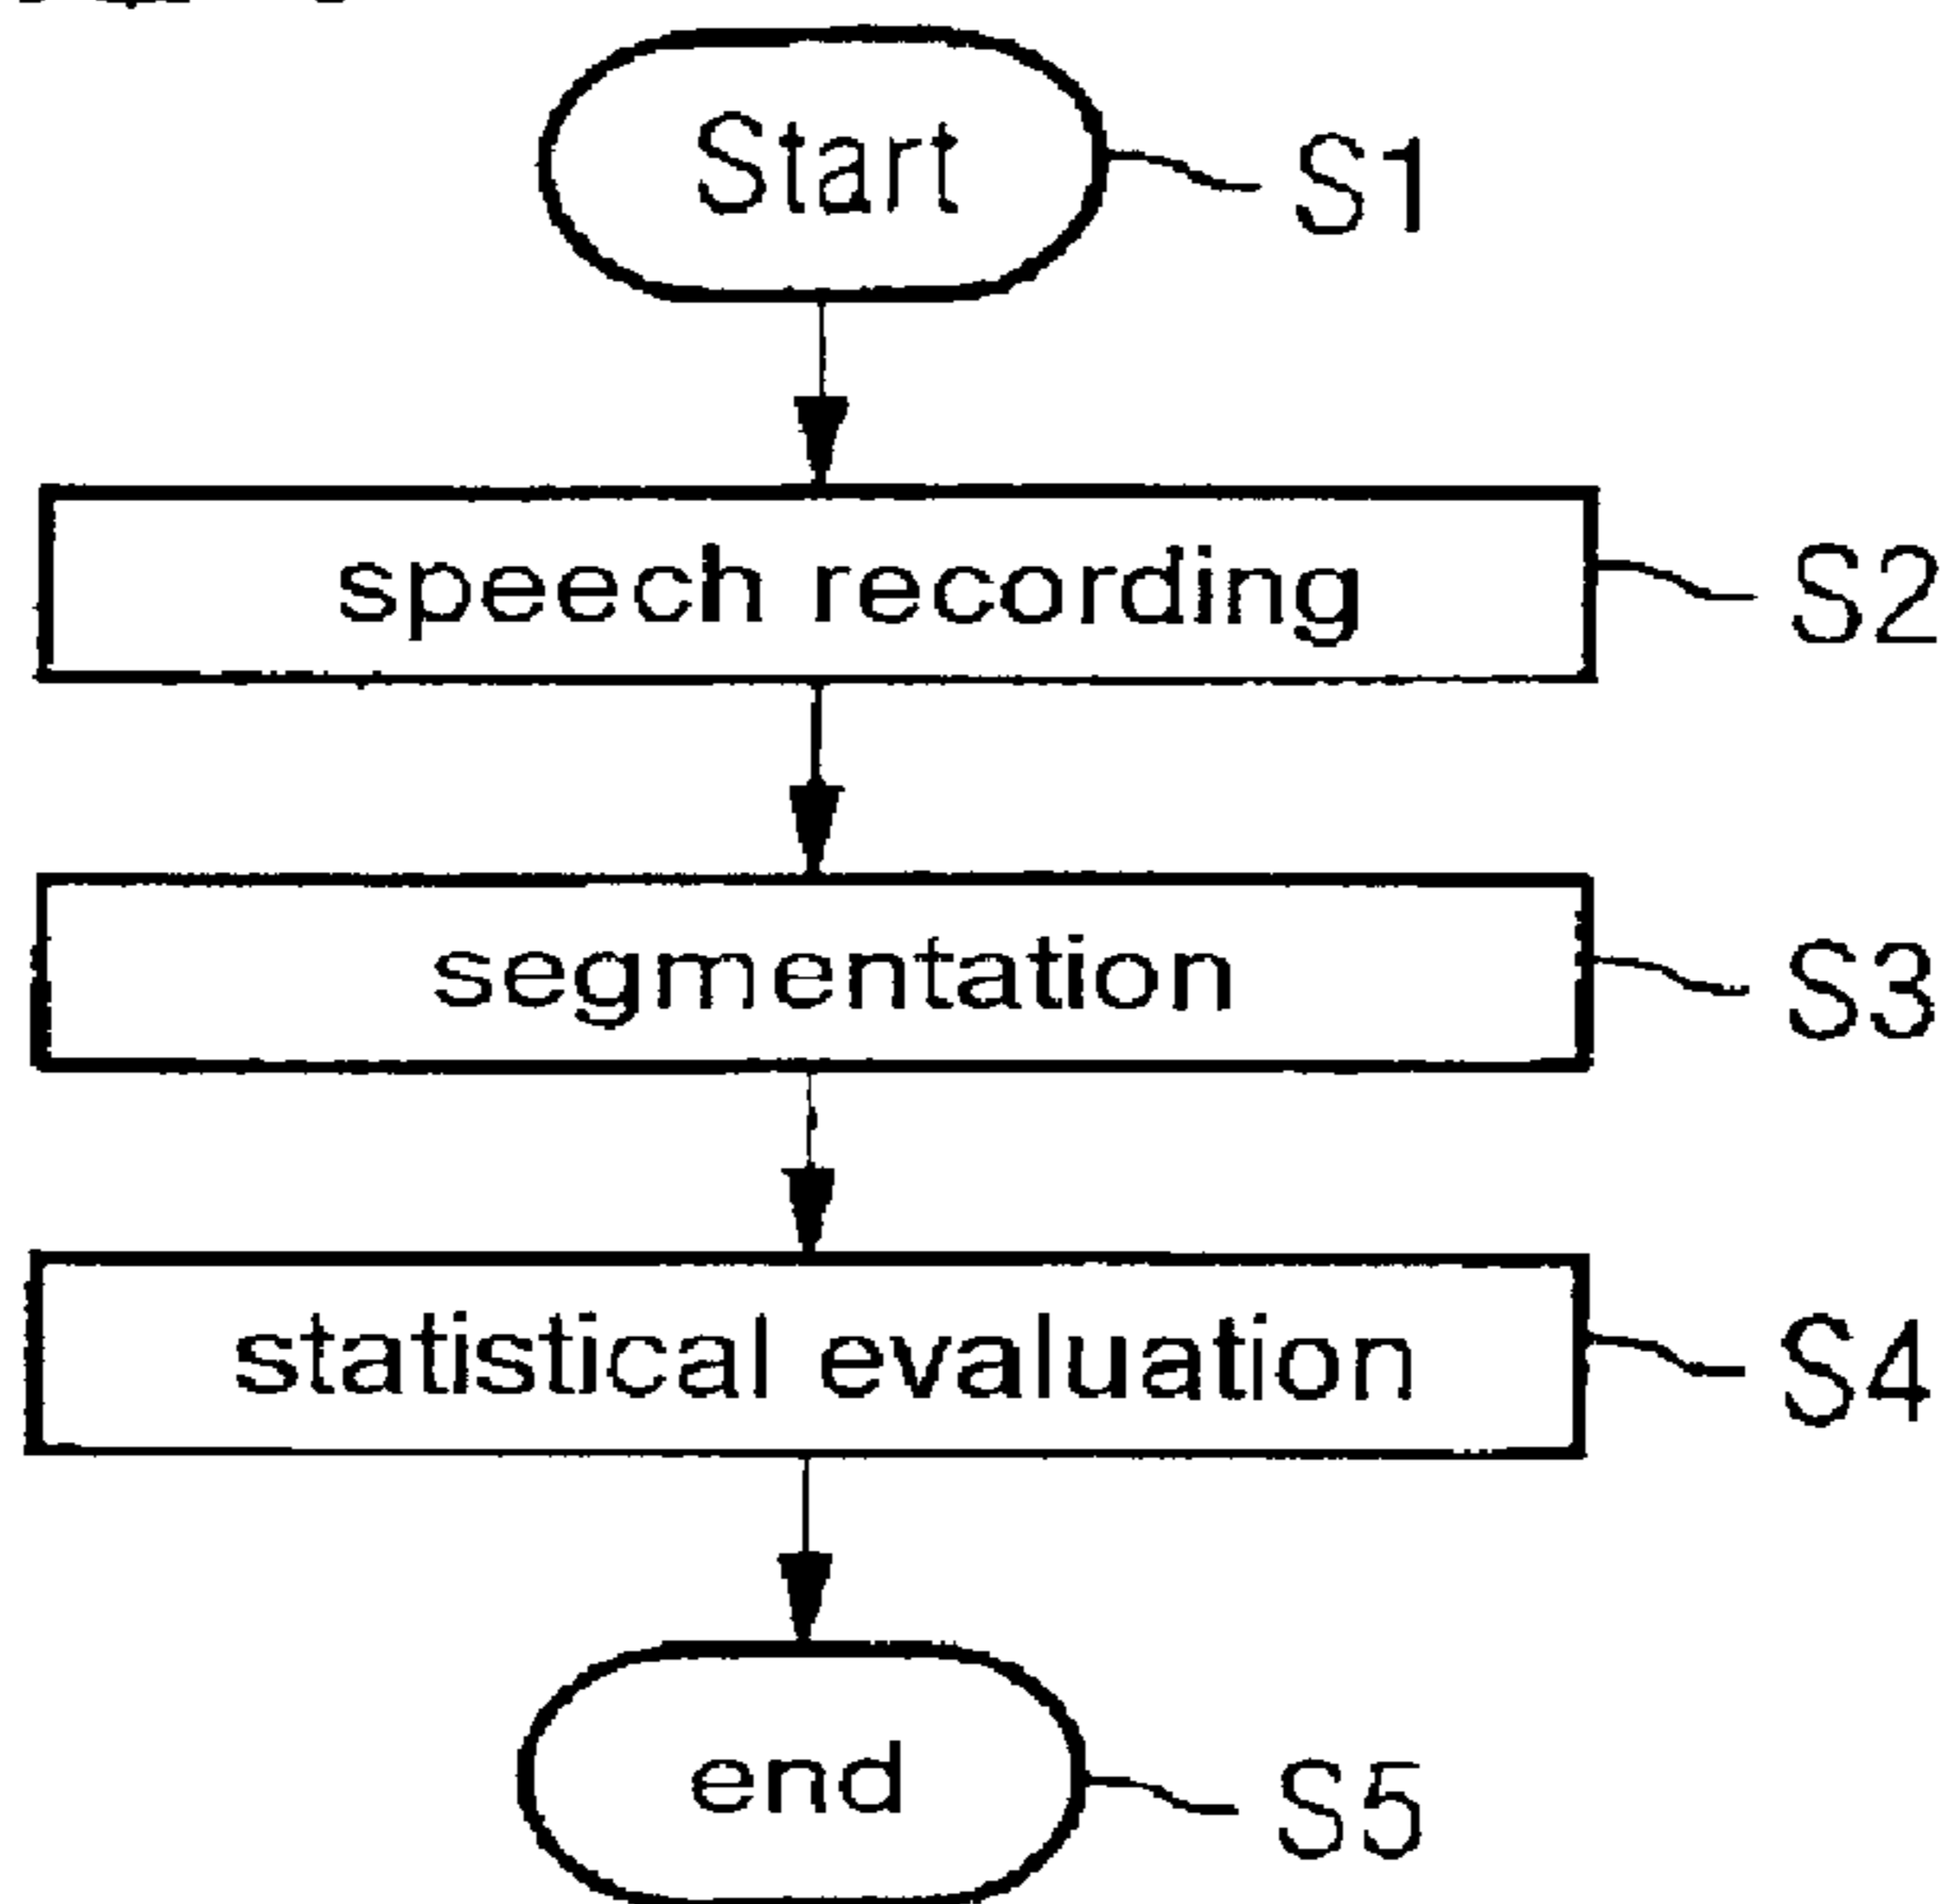 Start S1
speech recording S2
segmentation S3
statistical evaluation S4
end S5